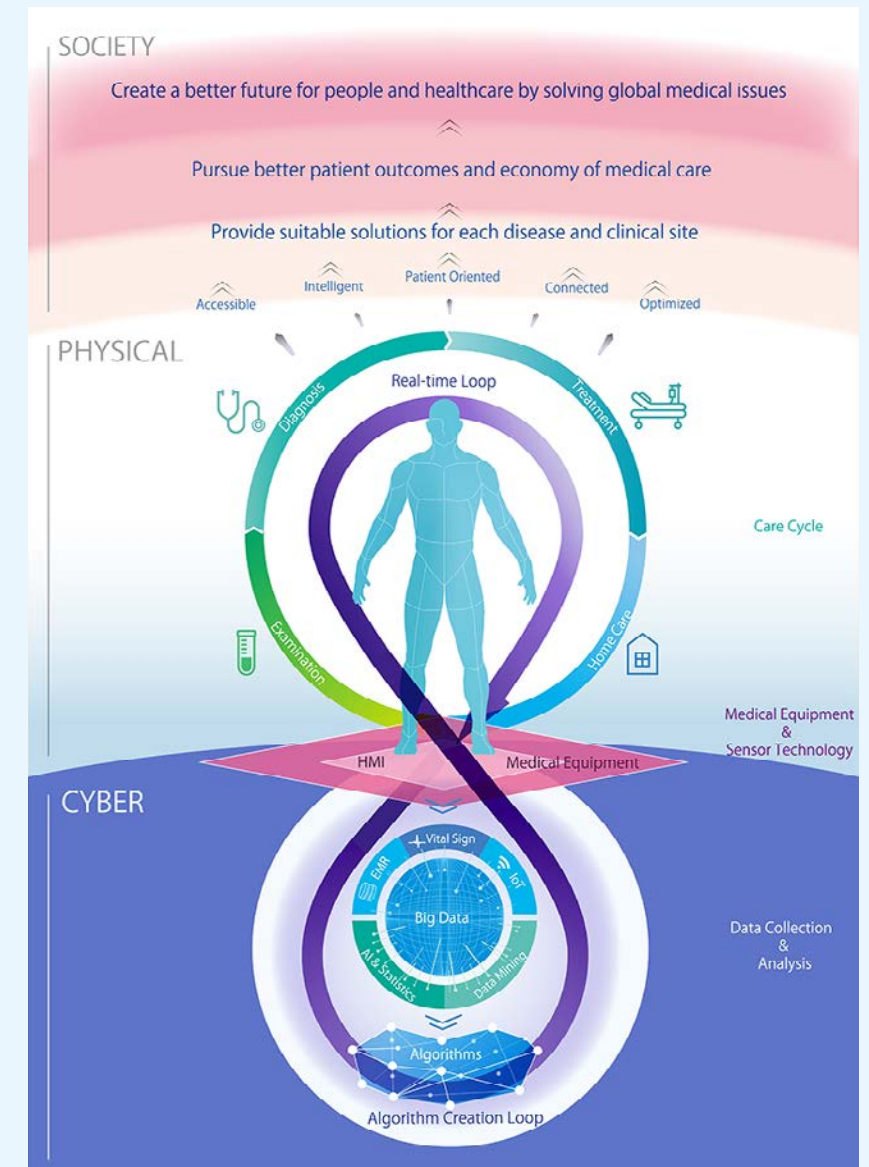 SOCIETY
Create a better future for people and healthcare by solving global medical issues
Pursue better patient outcomes and economy of medical care
Provide suitable solutions for each disease and clinical site
Accessible
Intelligent
Patient Oriented
Connected
Optimized
PHYSICAL
Real-time Loop
Diagnosis
Treatment
Care Cycle
Examination
Home Care
Medical Equipment
&
Sensor Technology
HMI
Medical Equipment
CYBER
Vital Sign
EMR
IoT
Big Data
AI & Statistics
Data Mining
Data Collection
&
Analysis
Algorithms
Algorithm Creation Loop